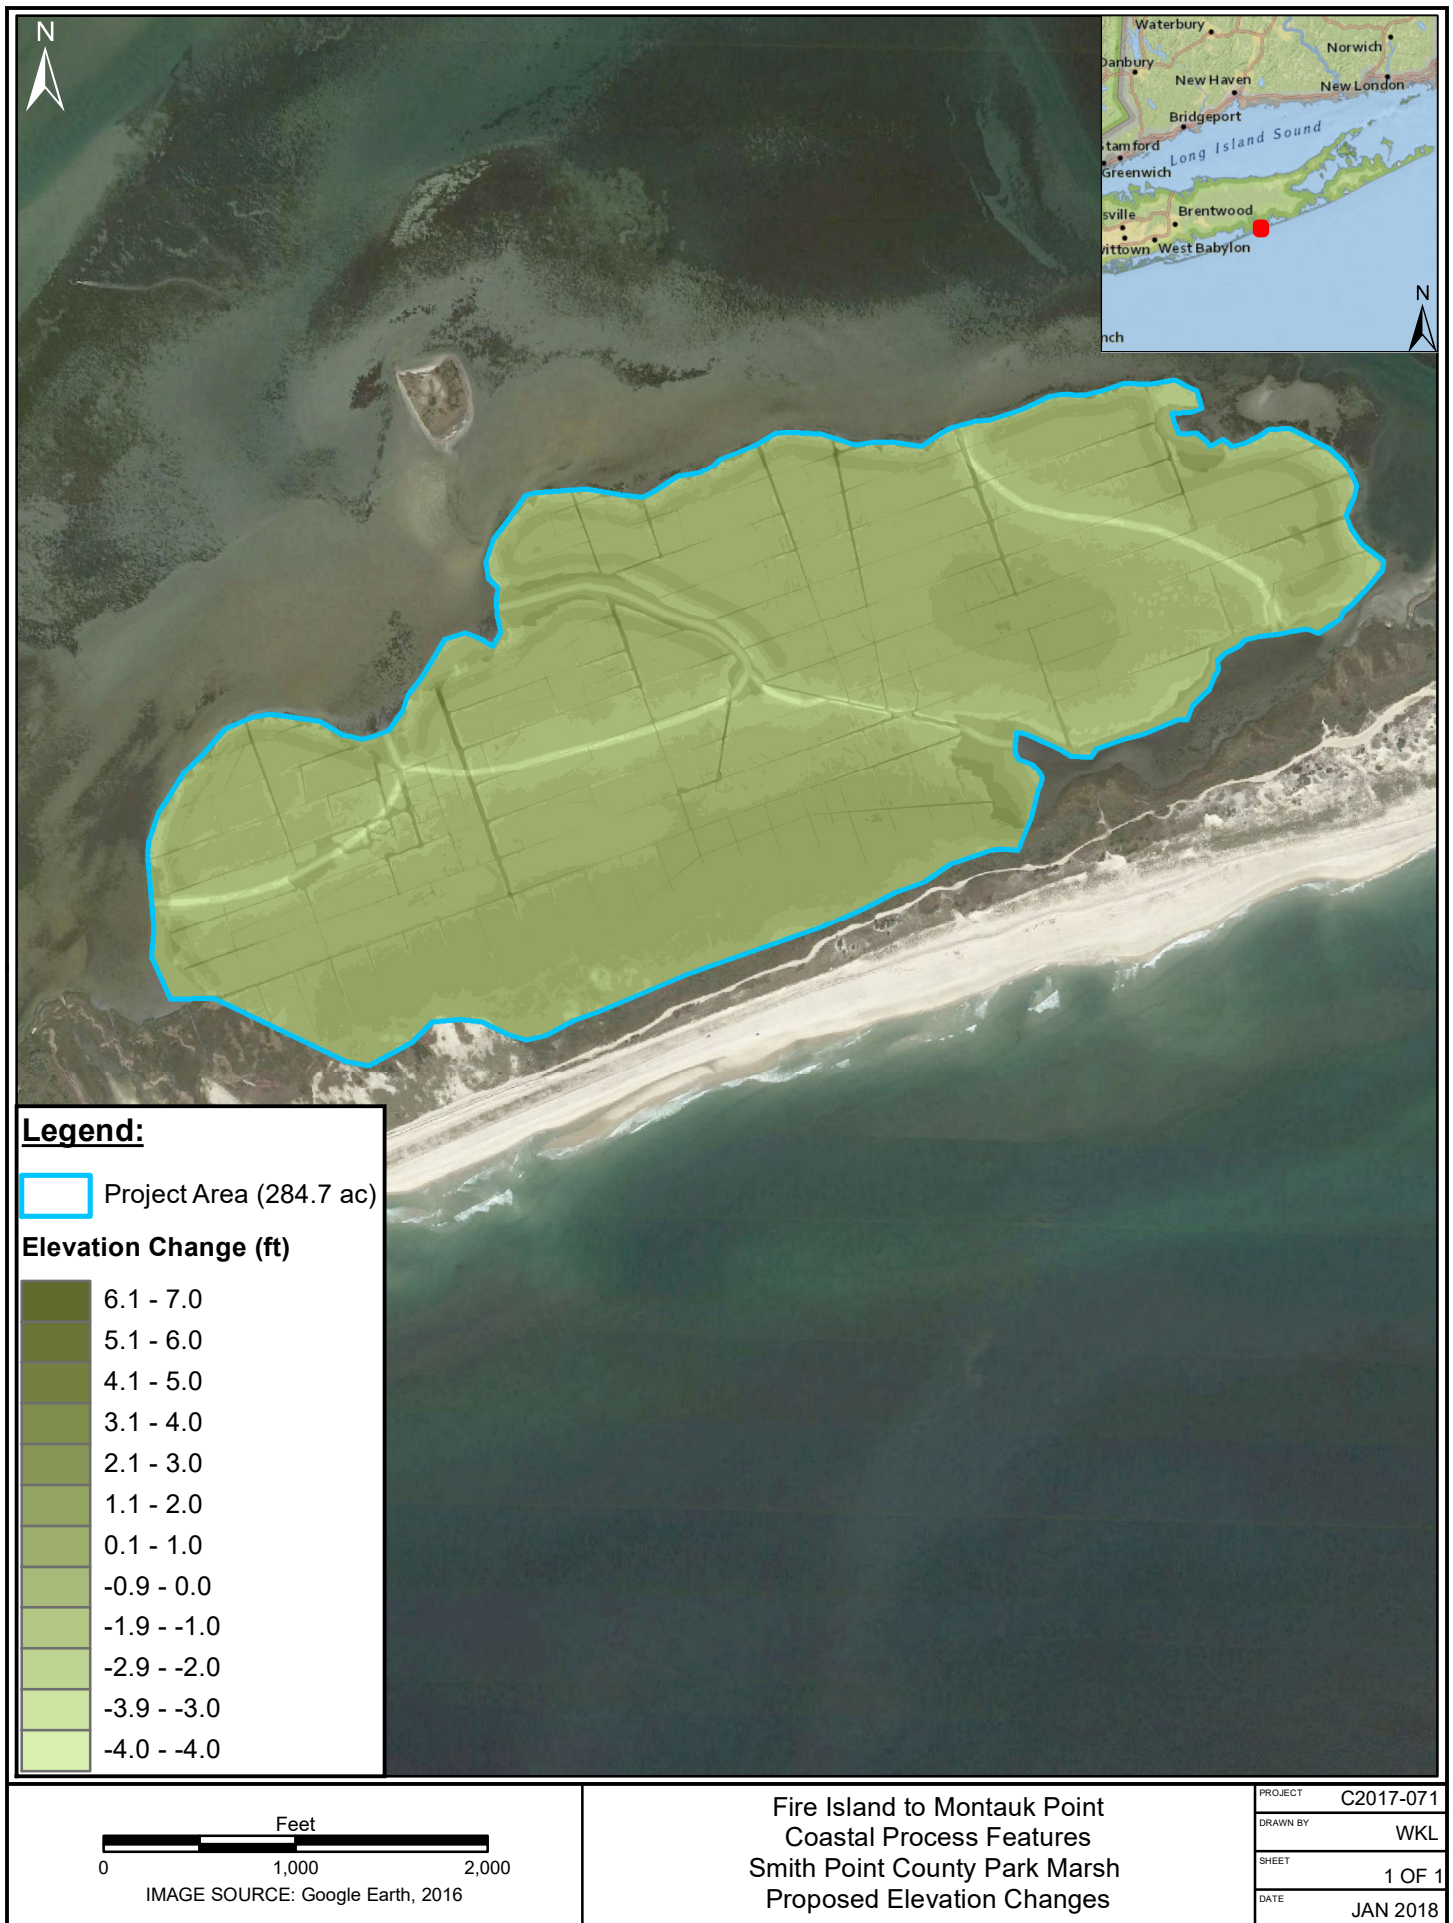 N
Waterbury
Norwich
Danbury
New Haven
New London
Bridgeport
Long Island Sound
Stamford
Greenwich
sville
Brentwood
vittown
West Babylon
N
nch
Legend:
Project Area (284.7 ac)
Elevation Change (ft)
6.1 - 7.0
5.1 - 6.0
4.1 - 5.0
3.1 - 4.0
2.1 - 3.0
1.1 - 2.0
0.1 - 1.0
-0.9 - 0.0
-1.9 - -1.0
-2.9 - -2.0
-3.9 - -3.0
-4.0 - -4.0
Feet
0 1,000 2,000
IMAGE SOURCE: Google Earth, 2016
Fire Island to Montauk Point
Coastal Process Features
Smith Point County Park Marsh
Proposed Elevation Changes
PROJECT C2017-071
DRAWN BY WKL
SHEET 1 OF 1
DATE JAN 2018